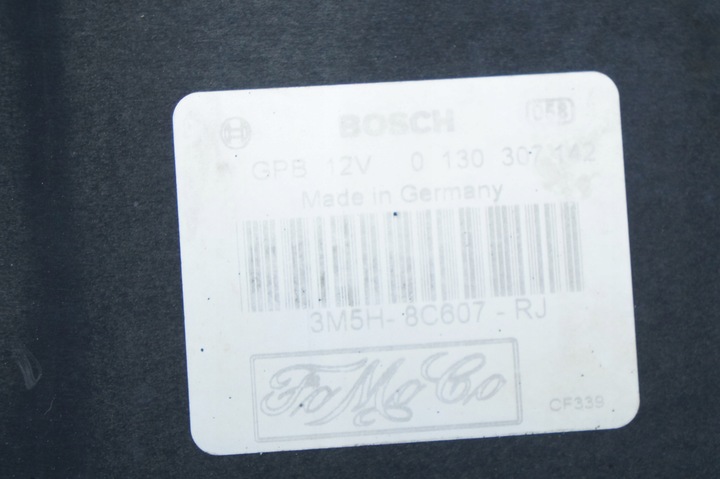 BOSCH
GPB 12V 0 130 307 142
Made in Germany
3M5H-8C607-RJ
FoMoCo
CF339